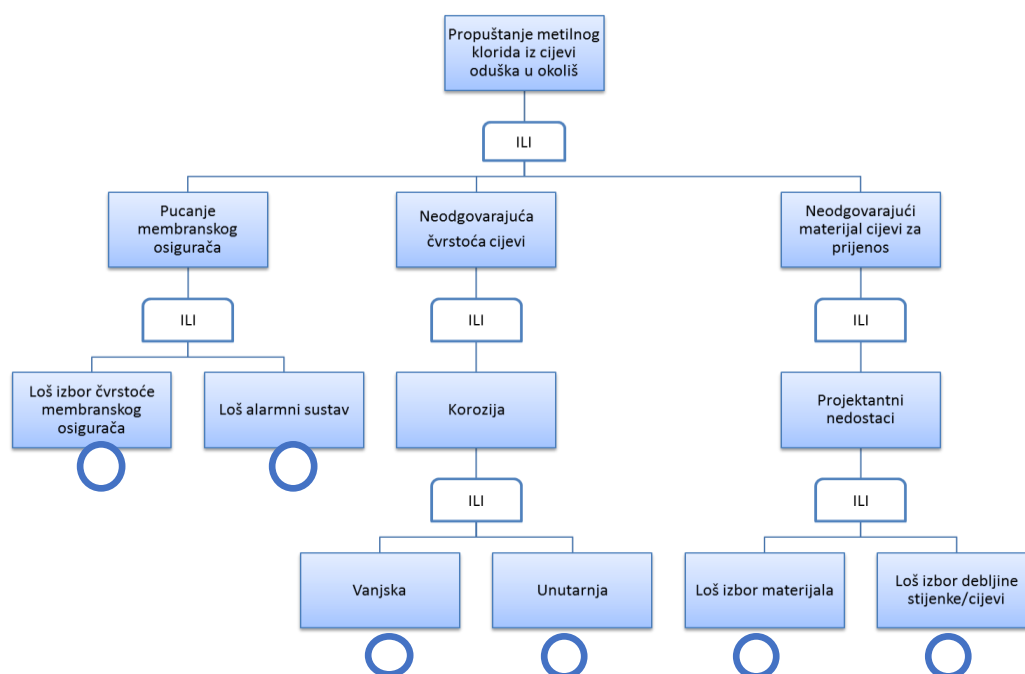 Propuštanje metilnog
klorida iz cijevi
oduška u okoliš
ILI
Pucanje
membranskog
osigurača
Neodgovarajuća
čvrstoća cijevi
Neodgovarajući
materijal cijevi za
prijenos
ILI
ILI
ILI
Loš izbor čvrstoće
membranskog
osigurača
Loš alarmni sustav
Korozija
Projektantni
nedostaci
ILI
ILI
Vanjska
Unutarnja
Loš izbor materijala
Loš izbor debljine
stijenke/cijevi